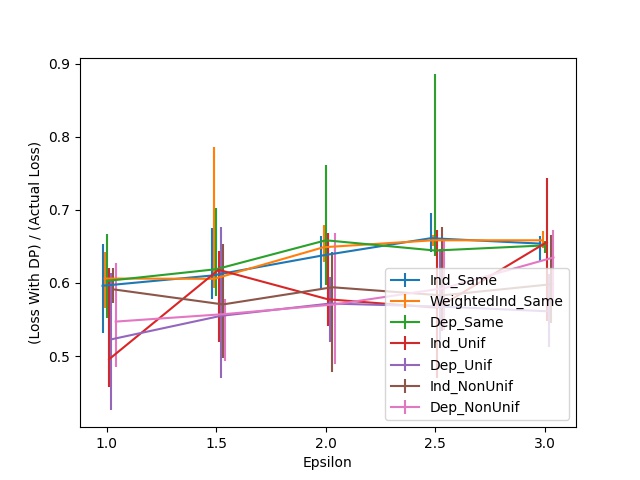 0.9
0.8
0.7
0.6
0.5
(Loss With DP) / (Actual Loss)
Ind_Same
WeightedInd_Same
Dep_Same
Ind_Unif
Dep_Unif
Ind_NonUnif
Dep_NonUnif
1.0 1.5 2.0 2.5 3.0
Epsilon